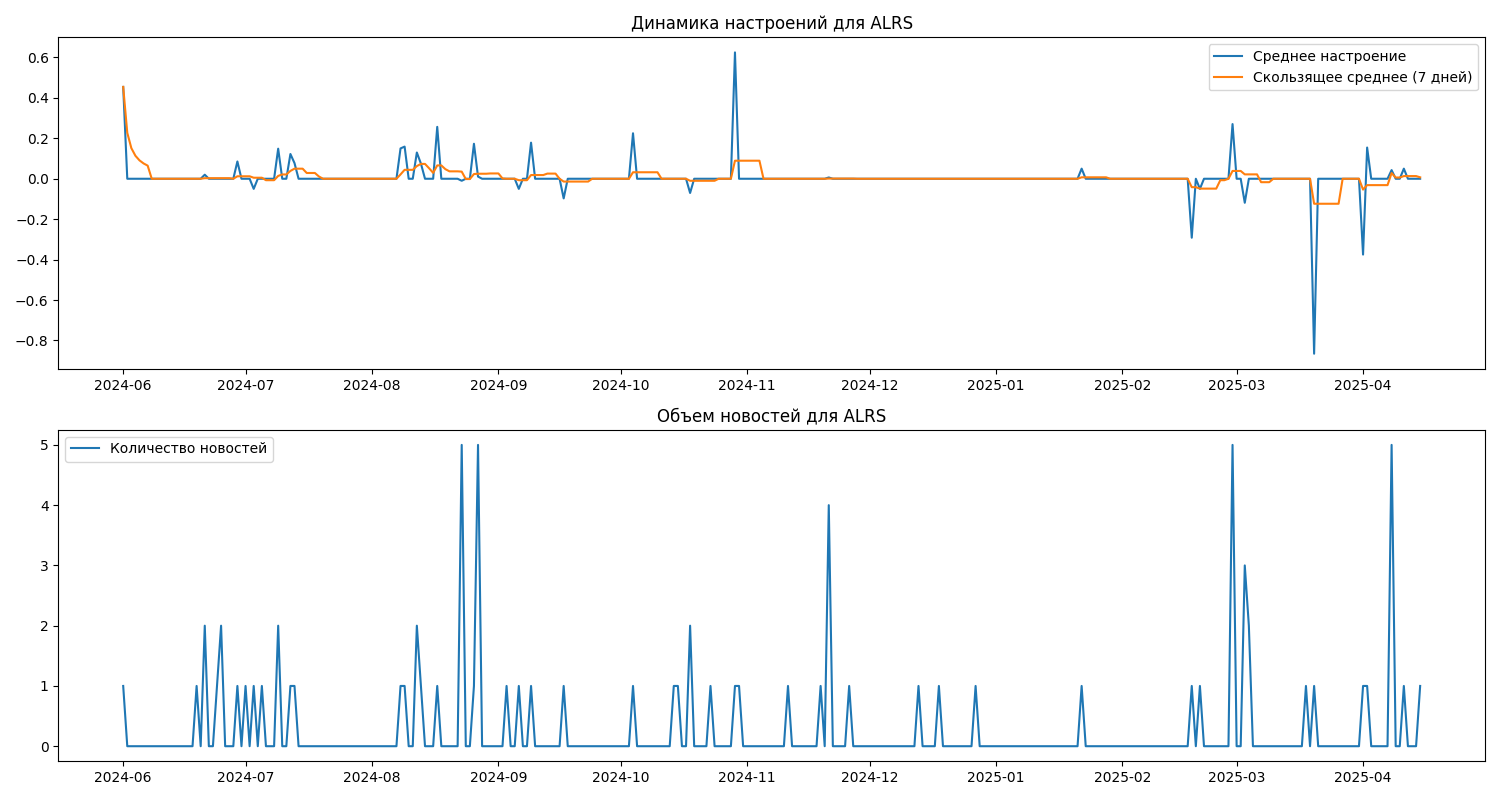 Динамика настроений для ALRS
Среднее настроение
Скользящее среднее (7 дней)
0.6
0.4
0.2
0.0
−0.2
−0.4
−0.6
−0.8
2024-06 2024-07 2024-08 2024-09 2024-10 2024-11 2024-12 2025-01 2025-02 2025-03 2025-04
Объем новостей для ALRS
Количество новостей
5
4
3
2
1
0
2024-06 2024-07 2024-08 2024-09 2024-10 2024-11 2024-12 2025-01 2025-02 2025-03 2025-04